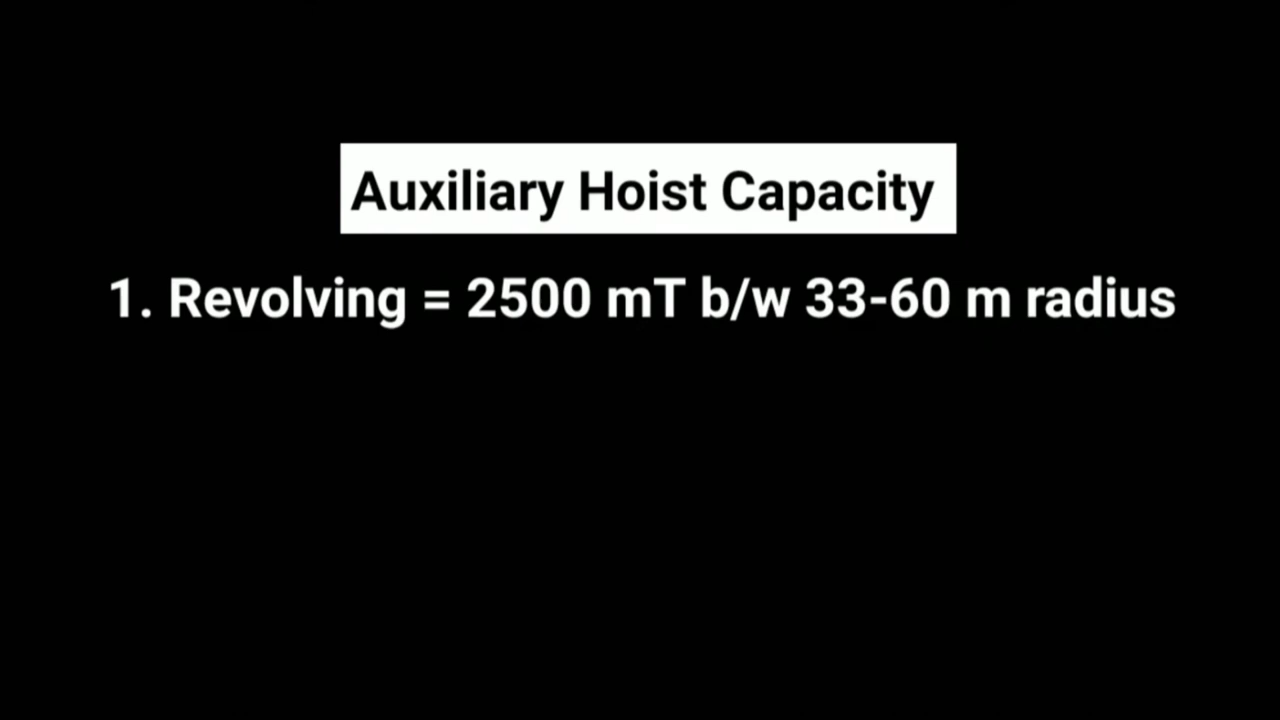 Auxiliary Hoist Capacity
1. Revolving = 2500 mT b/w 33-60 m radius